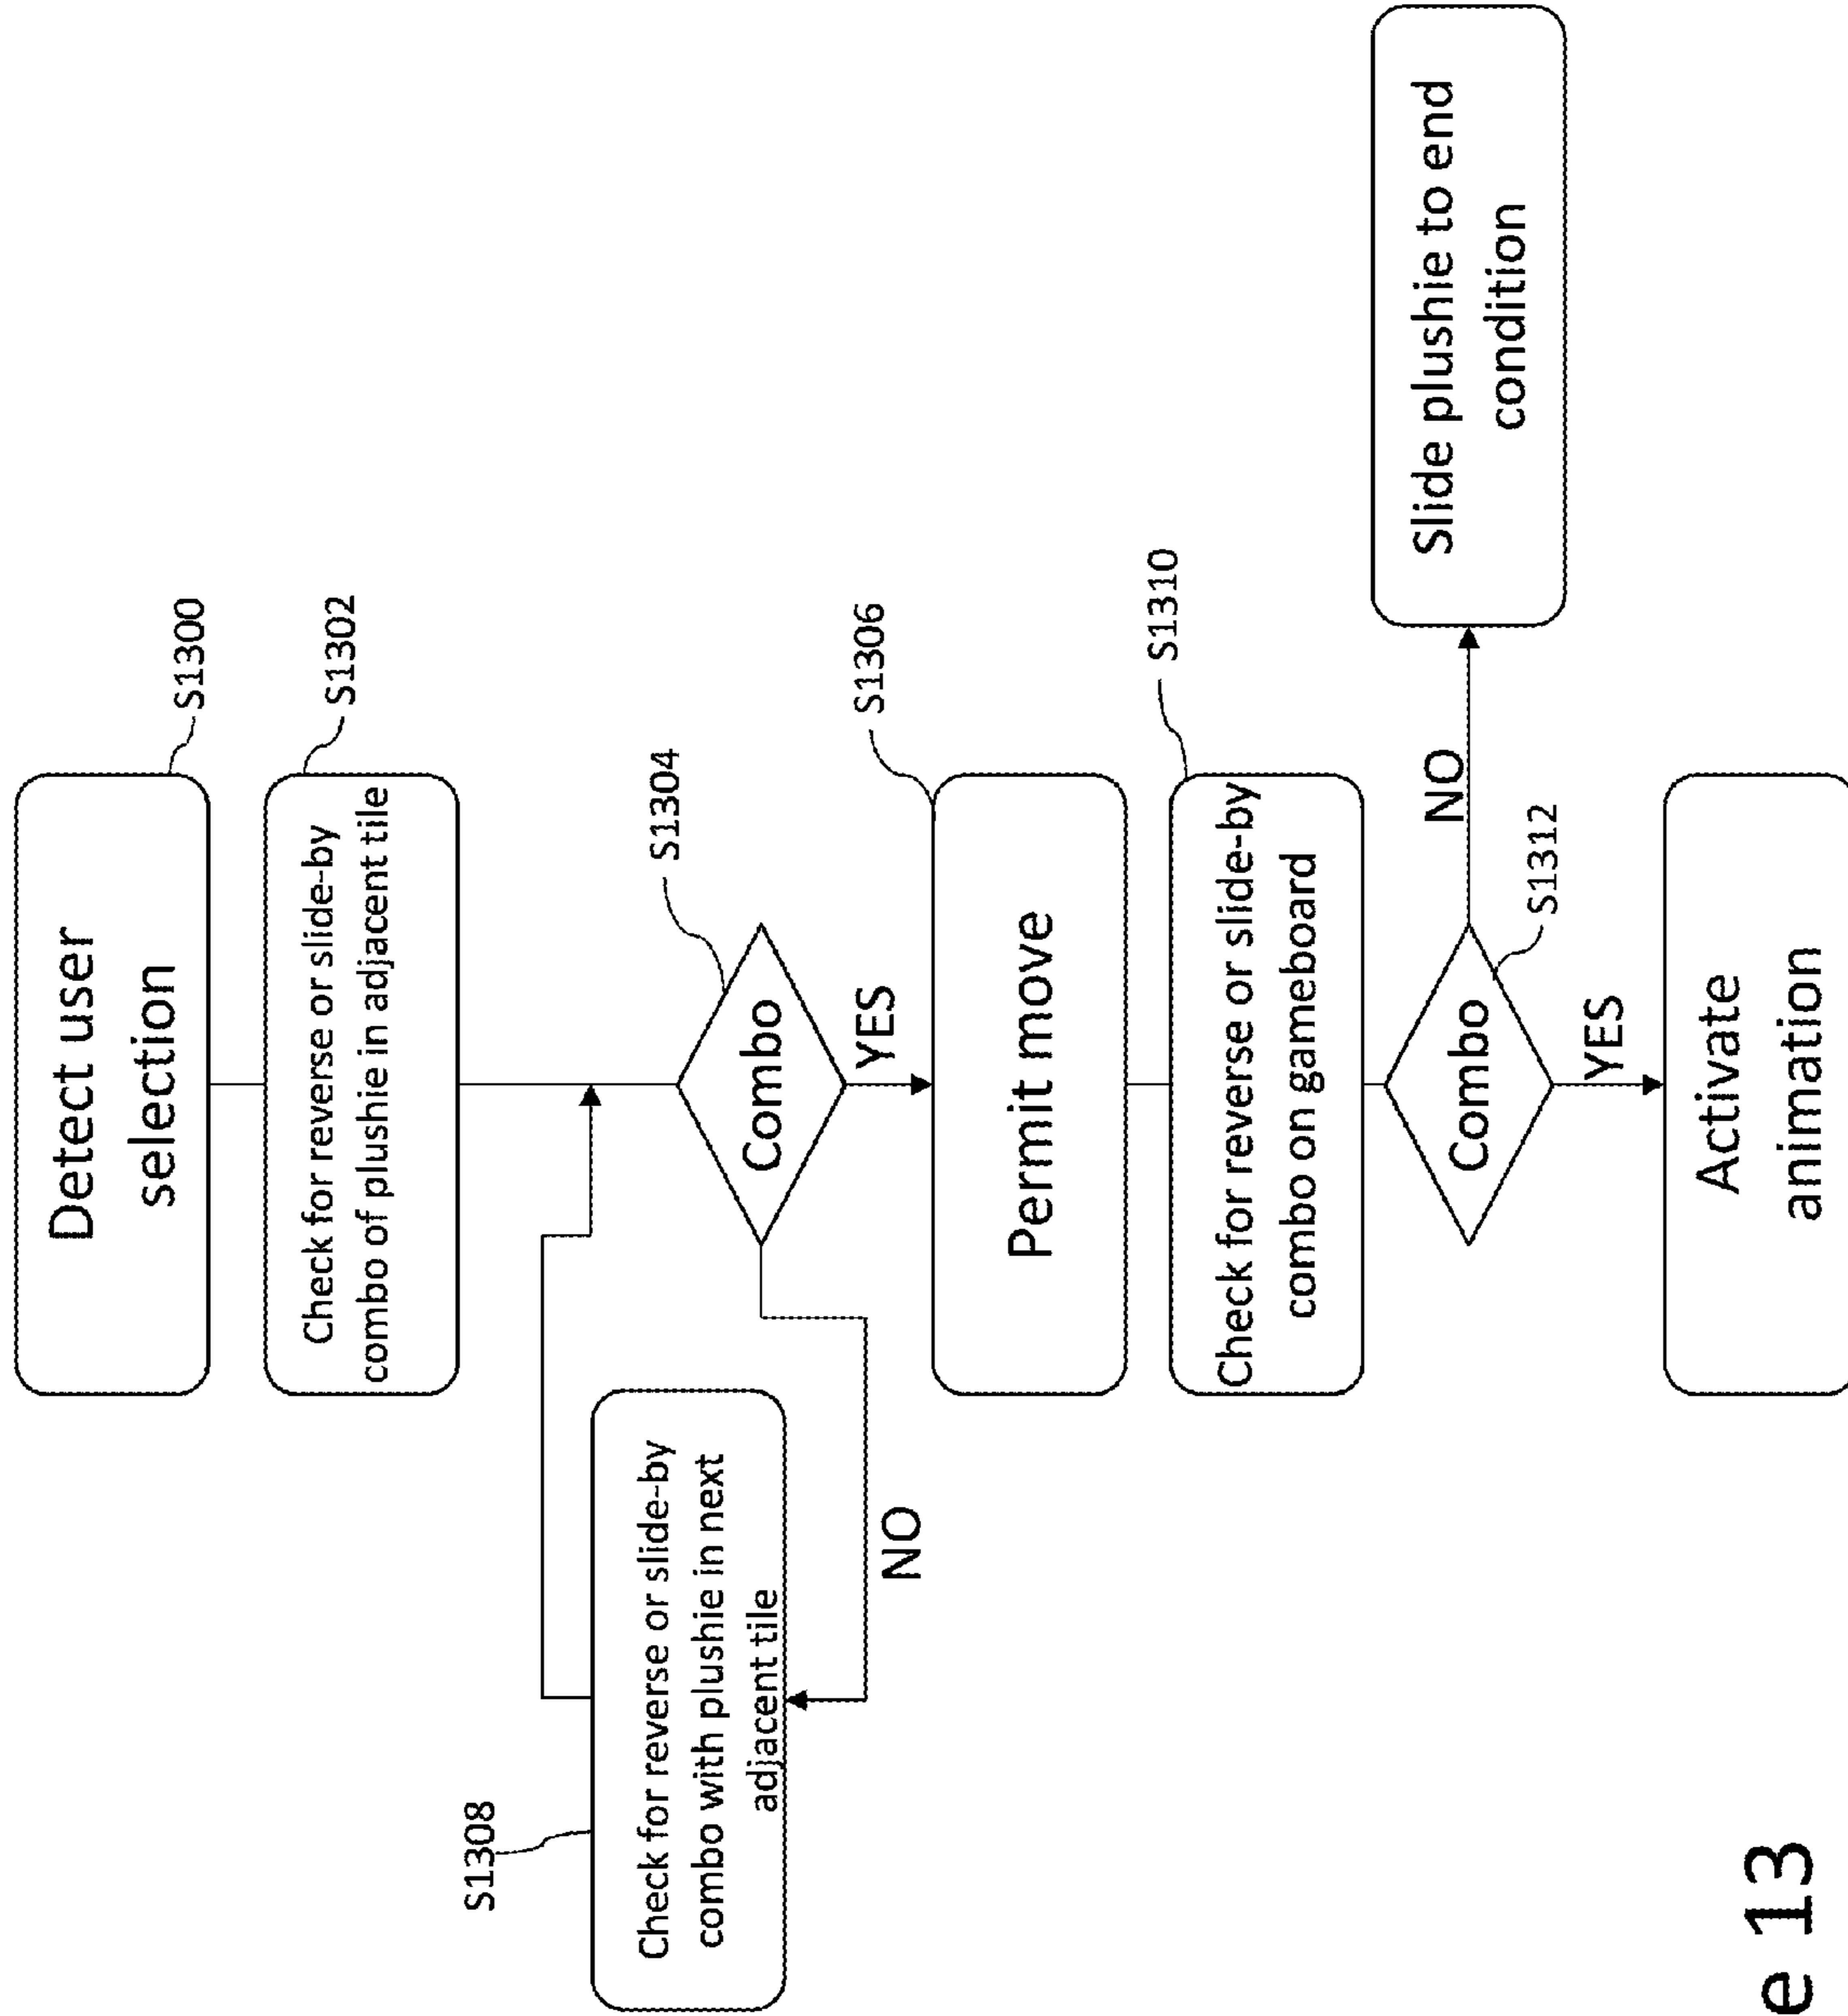 Detect user
selection
S1300
Check for reverse or slide-by
combo of plushie in adjacent tile
S1302
S1308
Check for reverse or slide-by
combo with plushie in next
adjacent tile
Combo
S1304
NO
YES
Permit move
S1306
Check for reverse or slide-by
combo on gameboard
S1310
Combo
S1312
NO
Slide plushie to end
condition
YES
Activate
animation
e 13